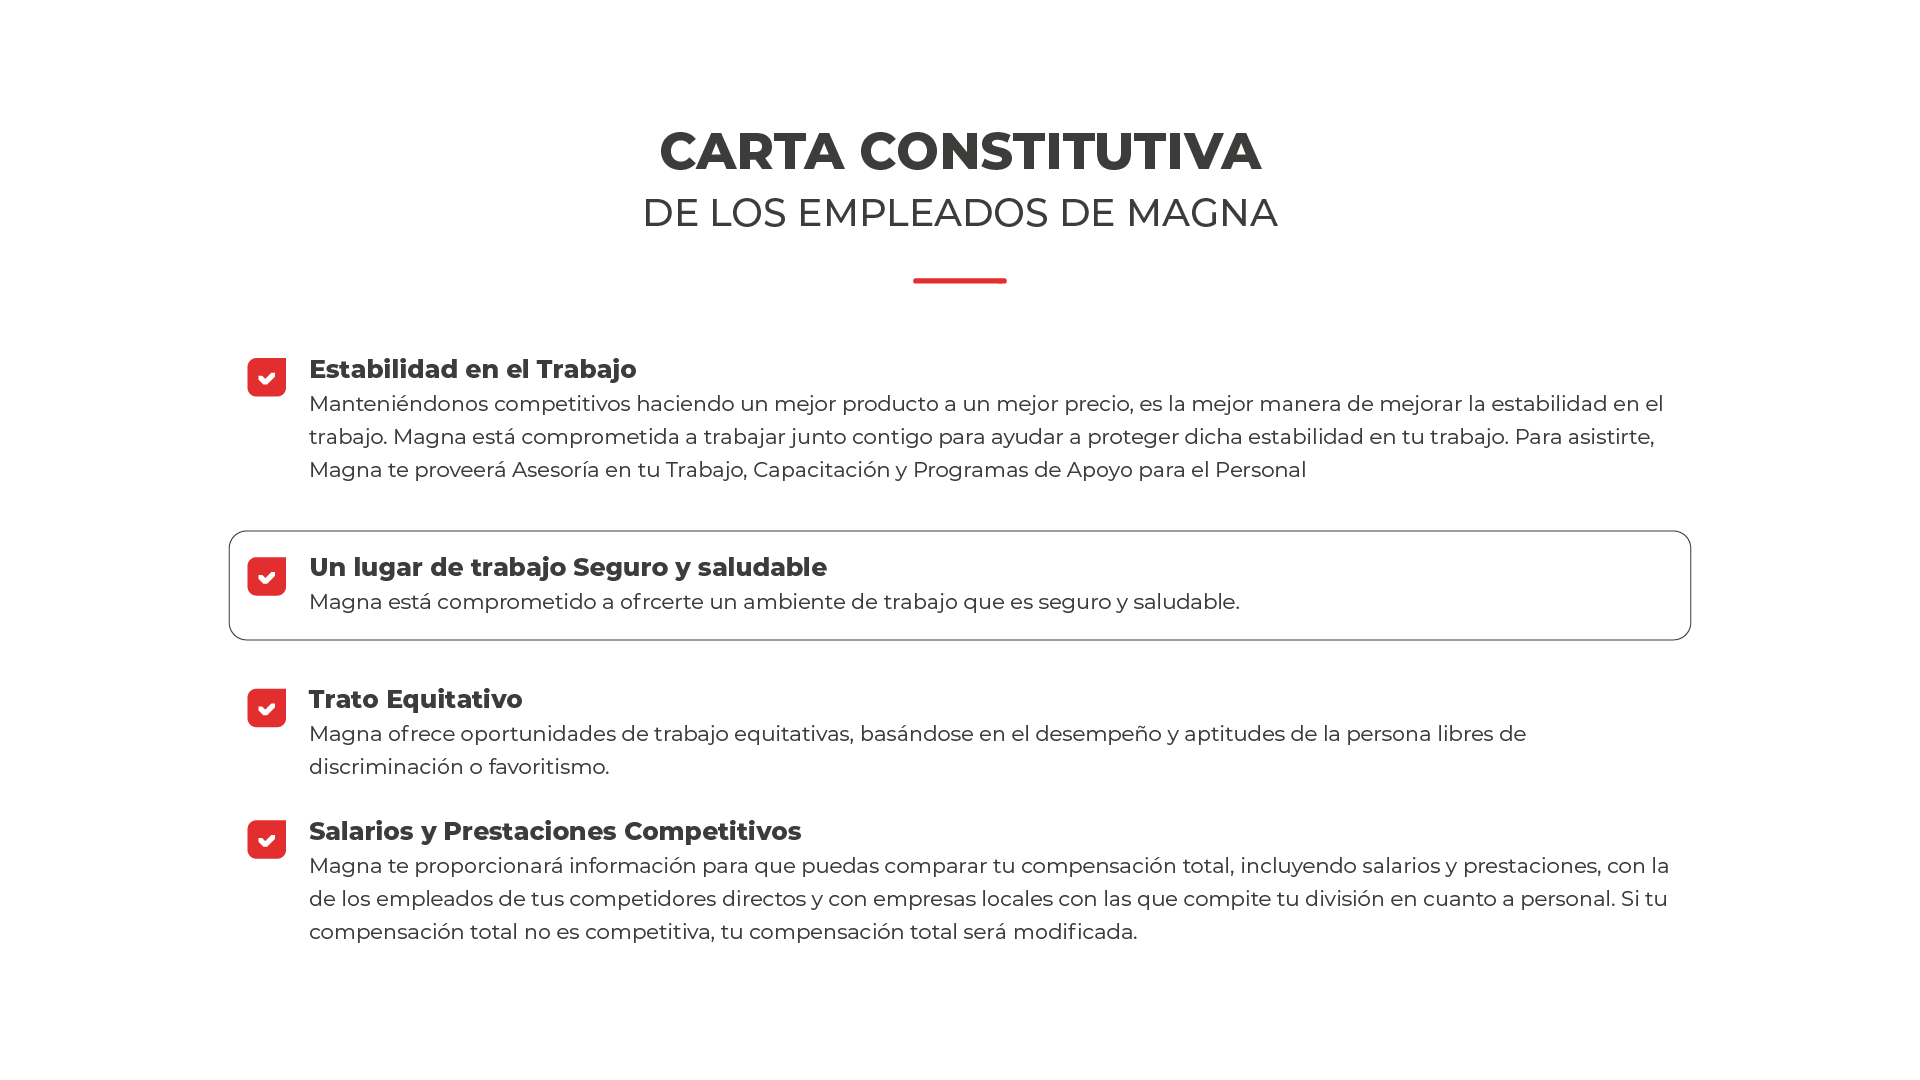 CARTA CONSTITUTIVA
DE LOS EMPLEADOS DE MAGNA
Estabilidad en el Trabajo
Manteniéndonos competitivos haciendo un mejor producto a un mejor precio, es la mejor manera de mejorar la estabilidad en el
trabajo. Magna está comprometida a trabajar junto contigo para ayudar a proteger dicha estabilidad en tu trabajo. Para asistirte,
Magna te proveerá Asesoría en tu Trabajo, Capacitación y Programas de Apoyo para el Personal
Un lugar de trabajo Seguro y saludable
Magna está comprometido a ofrcerte un ambiente de trabajo que es seguro y saludable.
Trato Equitativo
Magna ofrece oportunidades de trabajo equitativas, basándose en el desempeño y aptitudes de la persona libres de
discriminación o favoritismo.
Salarios y Prestaciones Competitivos
Magna te proporcionará información para que puedas comparar tu compensación total, incluyendo salarios y prestaciones, con la
de los empleados de tus competidores directos y con empresas locales con las que compite tu división en cuanto a personal. Si tu
compensación total no es competitiva, tu compensación total será modificada.